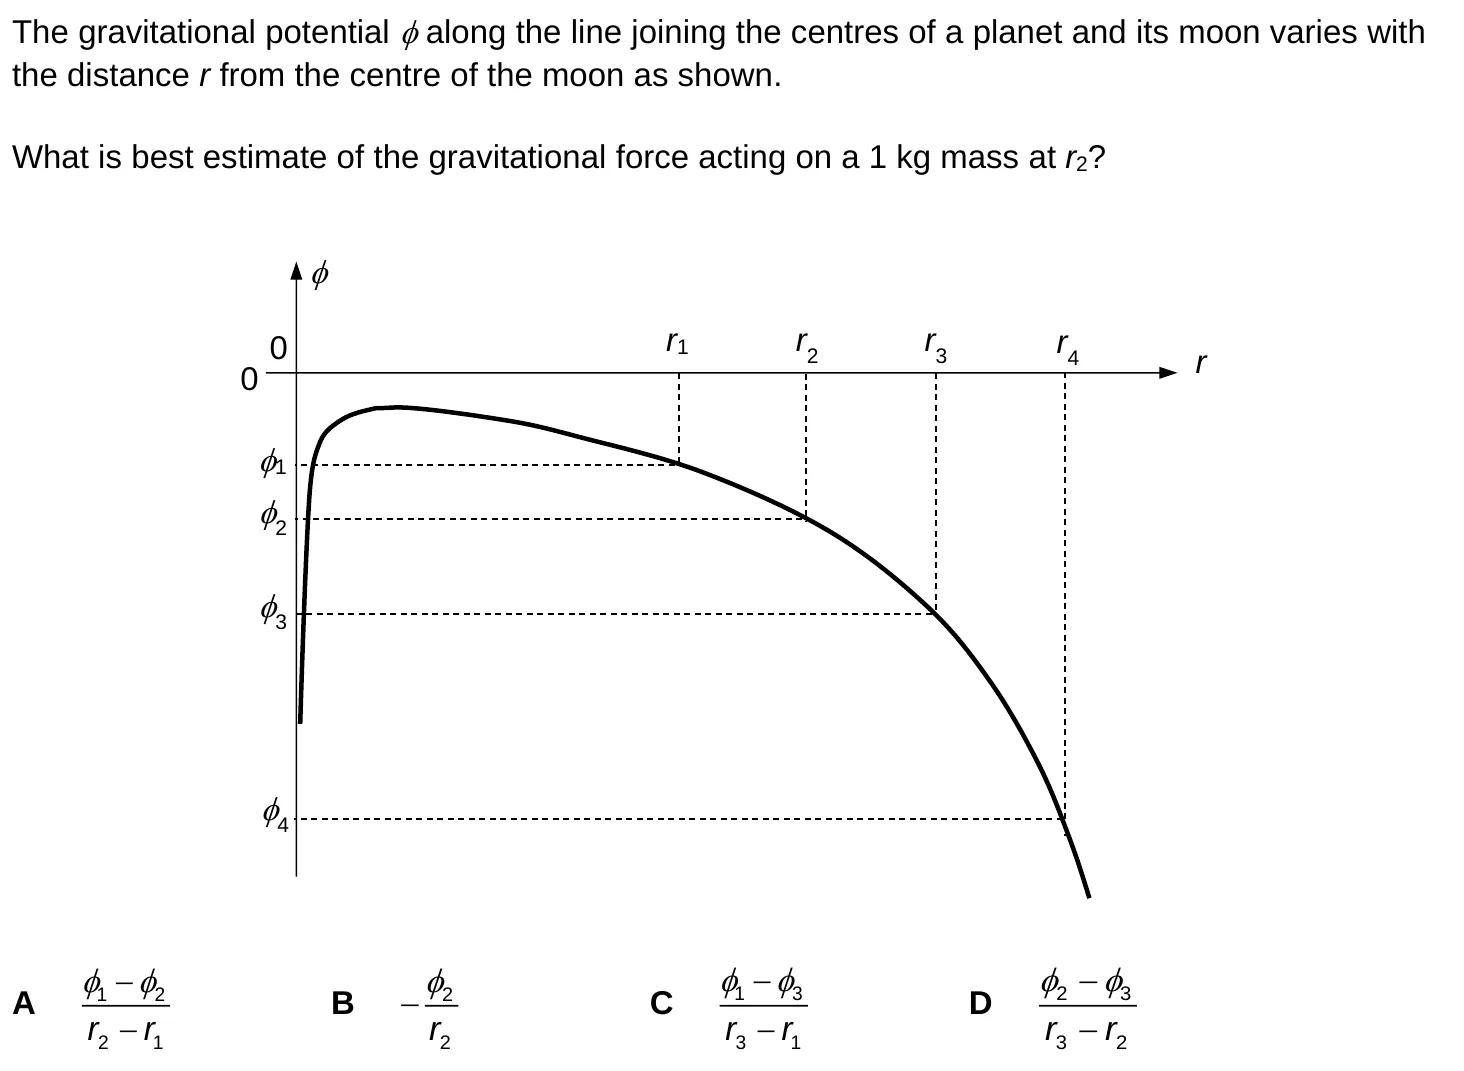 The gravitational potential ϕ along the line joining the centres of a planet and its moon varies with
the distance r from the centre of the moon as shown.
What is best estimate of the gravitational force acting on a 1 kg mass at r₂?
ϕ
0 r₁ r₂ r₃ r₄
0 r
ϕ₁
ϕ₂
ϕ₃
ϕ₄
A (ϕ₁ − ϕ₂)/(r₂ − r₁) B −ϕ₂/r₂ C (ϕ₁ − ϕ₃)/(r₃ − r₁) D (ϕ₂ − ϕ₃)/(r₃ − r₂)